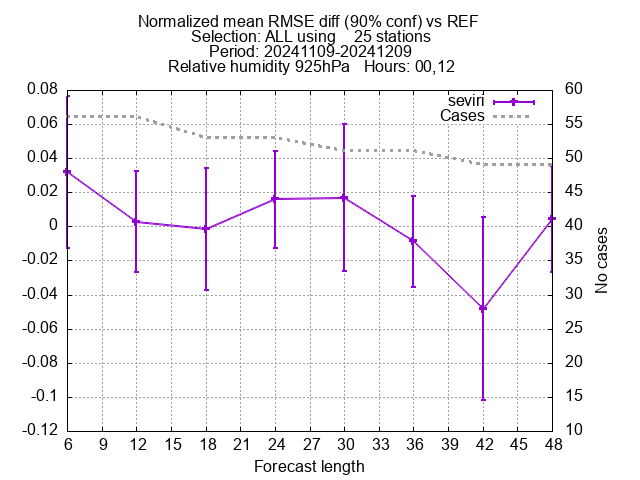 Normalized mean RMSE diff (90% conf) vs REF
Selection: ALL using    25 stations
Period: 20241109-20241209
Relative humidity 925hPa   Hours: 00,12
seviri
Cases
0.08
0.06
0.04
0.02
0
-0.02
-0.04
-0.06
-0.08
-0.1
-0.12
60
55
50
45
40
35
30
25
20
15
10
No cases
6 9 12 15 18 21 24 27 30 33 36 39 42 45 48
Forecast length